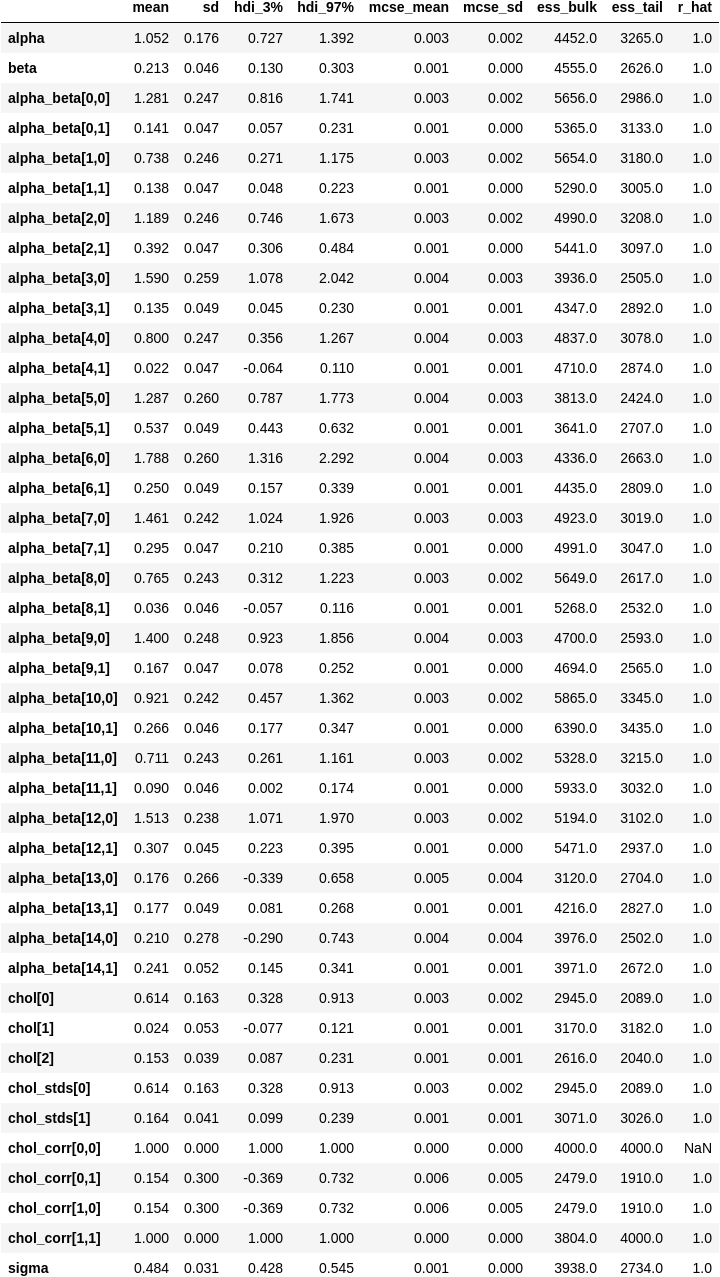 mean sd hdi_3% hdi_97% mcse_mean mcse_sd ess_bulk ess_tail r_hat
alpha 1.052 0.176 0.727 1.392 0.003 0.002 4452.0 3265.0 1.0
beta 0.213 0.046 0.130 0.303 0.001 0.000 4555.0 2626.0 1.0
alpha_beta[0,0] 1.281 0.247 0.816 1.741 0.003 0.002 5656.0 2986.0 1.0
alpha_beta[0,1] 0.141 0.047 0.057 0.231 0.001 0.000 5365.0 3133.0 1.0
alpha_beta[1,0] 0.738 0.246 0.271 1.175 0.003 0.002 5654.0 3180.0 1.0
alpha_beta[1,1] 0.138 0.047 0.048 0.223 0.001 0.000 5290.0 3005.0 1.0
alpha_beta[2,0] 1.189 0.246 0.746 1.673 0.003 0.002 4990.0 3208.0 1.0
alpha_beta[2,1] 0.392 0.047 0.306 0.484 0.001 0.000 5441.0 3097.0 1.0
alpha_beta[3,0] 1.590 0.259 1.078 2.042 0.004 0.003 3936.0 2505.0 1.0
alpha_beta[3,1] 0.135 0.049 0.045 0.230 0.001 0.001 4347.0 2892.0 1.0
alpha_beta[4,0] 0.800 0.247 0.356 1.267 0.004 0.003 4837.0 3078.0 1.0
alpha_beta[4,1] 0.022 0.047 -0.064 0.110 0.001 0.001 4710.0 2874.0 1.0
alpha_beta[5,0] 1.287 0.260 0.787 1.773 0.004 0.003 3813.0 2424.0 1.0
alpha_beta[5,1] 0.537 0.049 0.443 0.632 0.001 0.001 3641.0 2707.0 1.0
alpha_beta[6,0] 1.788 0.260 1.316 2.292 0.004 0.003 4336.0 2663.0 1.0
alpha_beta[6,1] 0.250 0.049 0.157 0.339 0.001 0.001 4435.0 2809.0 1.0
alpha_beta[7,0] 1.461 0.242 1.024 1.926 0.003 0.003 4923.0 3019.0 1.0
alpha_beta[7,1] 0.295 0.047 0.210 0.385 0.001 0.000 4991.0 3047.0 1.0
alpha_beta[8,0] 0.765 0.243 0.312 1.223 0.003 0.002 5649.0 2617.0 1.0
alpha_beta[8,1] 0.036 0.046 -0.057 0.116 0.001 0.001 5268.0 2532.0 1.0
alpha_beta[9,0] 1.400 0.248 0.923 1.856 0.004 0.003 4700.0 2593.0 1.0
alpha_beta[9,1] 0.167 0.047 0.078 0.252 0.001 0.000 4694.0 2565.0 1.0
alpha_beta[10,0] 0.921 0.242 0.457 1.362 0.003 0.002 5865.0 3345.0 1.0
alpha_beta[10,1] 0.266 0.046 0.177 0.347 0.001 0.000 6390.0 3435.0 1.0
alpha_beta[11,0] 0.711 0.243 0.261 1.161 0.003 0.002 5328.0 3215.0 1.0
alpha_beta[11,1] 0.090 0.046 0.002 0.174 0.001 0.000 5933.0 3032.0 1.0
alpha_beta[12,0] 1.513 0.238 1.071 1.970 0.003 0.002 5194.0 3102.0 1.0
alpha_beta[12,1] 0.307 0.045 0.223 0.395 0.001 0.000 5471.0 2937.0 1.0
alpha_beta[13,0] 0.176 0.266 -0.339 0.658 0.005 0.004 3120.0 2704.0 1.0
alpha_beta[13,1] 0.177 0.049 0.081 0.268 0.001 0.001 4216.0 2827.0 1.0
alpha_beta[14,0] 0.210 0.278 -0.290 0.743 0.004 0.004 3976.0 2502.0 1.0
alpha_beta[14,1] 0.241 0.052 0.145 0.341 0.001 0.001 3971.0 2672.0 1.0
chol[0] 0.614 0.163 0.328 0.913 0.003 0.002 2945.0 2089.0 1.0
chol[1] 0.024 0.053 -0.077 0.121 0.001 0.001 3170.0 3182.0 1.0
chol[2] 0.153 0.039 0.087 0.231 0.001 0.001 2616.0 2040.0 1.0
chol_stds[0] 0.614 0.163 0.328 0.913 0.003 0.002 2945.0 2089.0 1.0
chol_stds[1] 0.164 0.041 0.099 0.239 0.001 0.001 3071.0 3026.0 1.0
chol_corr[0,0] 1.000 0.000 1.000 1.000 0.000 0.000 4000.0 4000.0 NaN
chol_corr[0,1] 0.154 0.300 -0.369 0.732 0.006 0.005 2479.0 1910.0 1.0
chol_corr[1,0] 0.154 0.300 -0.369 0.732 0.006 0.005 2479.0 1910.0 1.0
chol_corr[1,1] 1.000 0.000 1.000 1.000 0.000 0.000 3804.0 4000.0 1.0
sigma 0.484 0.031 0.428 0.545 0.001 0.000 3938.0 2734.0 1.0